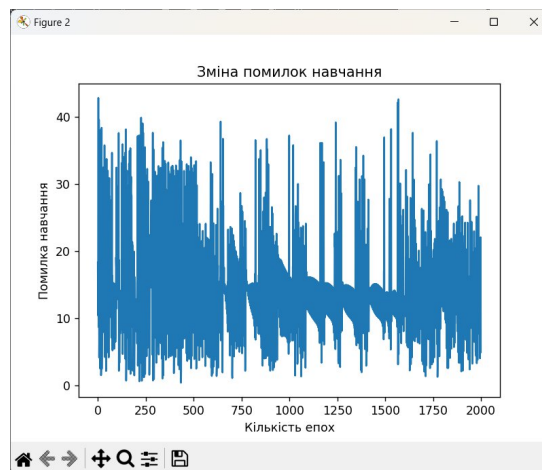 Figure 2
Зміна помилок навчання
40
30
20
10
0
Помилка навчання
0 250 500 750 1000 1250 1500 1750 2000
Кількість епох